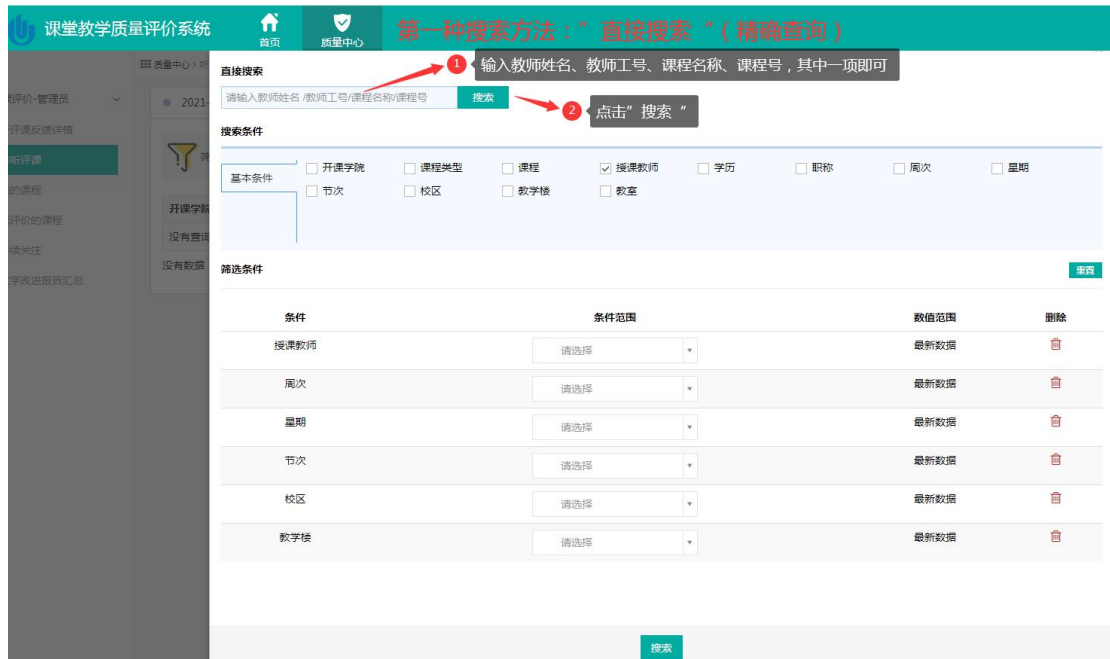 课堂教学质量评价系统
首页
质量中心
第一种搜索方法：”直接搜索“（精确查询）
质量中心 >
评价-管理员
评课反馈详情
听评课
的课程
评价的课程
续关注
学改进报告汇总
2021-
开课学院
没有查询
没有数据
直接搜索
1 输入教师姓名、教师工号、课程名称、课程号，其中一项即可
请输入教师姓名 /教师工号/课程名称/课程号
搜索
2 点击”搜索“
搜索条件
基本条件
开课学院 课程类型 课程 授课教师 学历 职称 周次 星期
节次 校区 教学楼 教室
筛选条件
重置
条件 条件范围 数值范围 删除
授课教师 请选择 最新数据
周次 请选择 最新数据
星期 请选择 最新数据
节次 请选择 最新数据
校区 请选择 最新数据
教学楼 请选择 最新数据
搜索